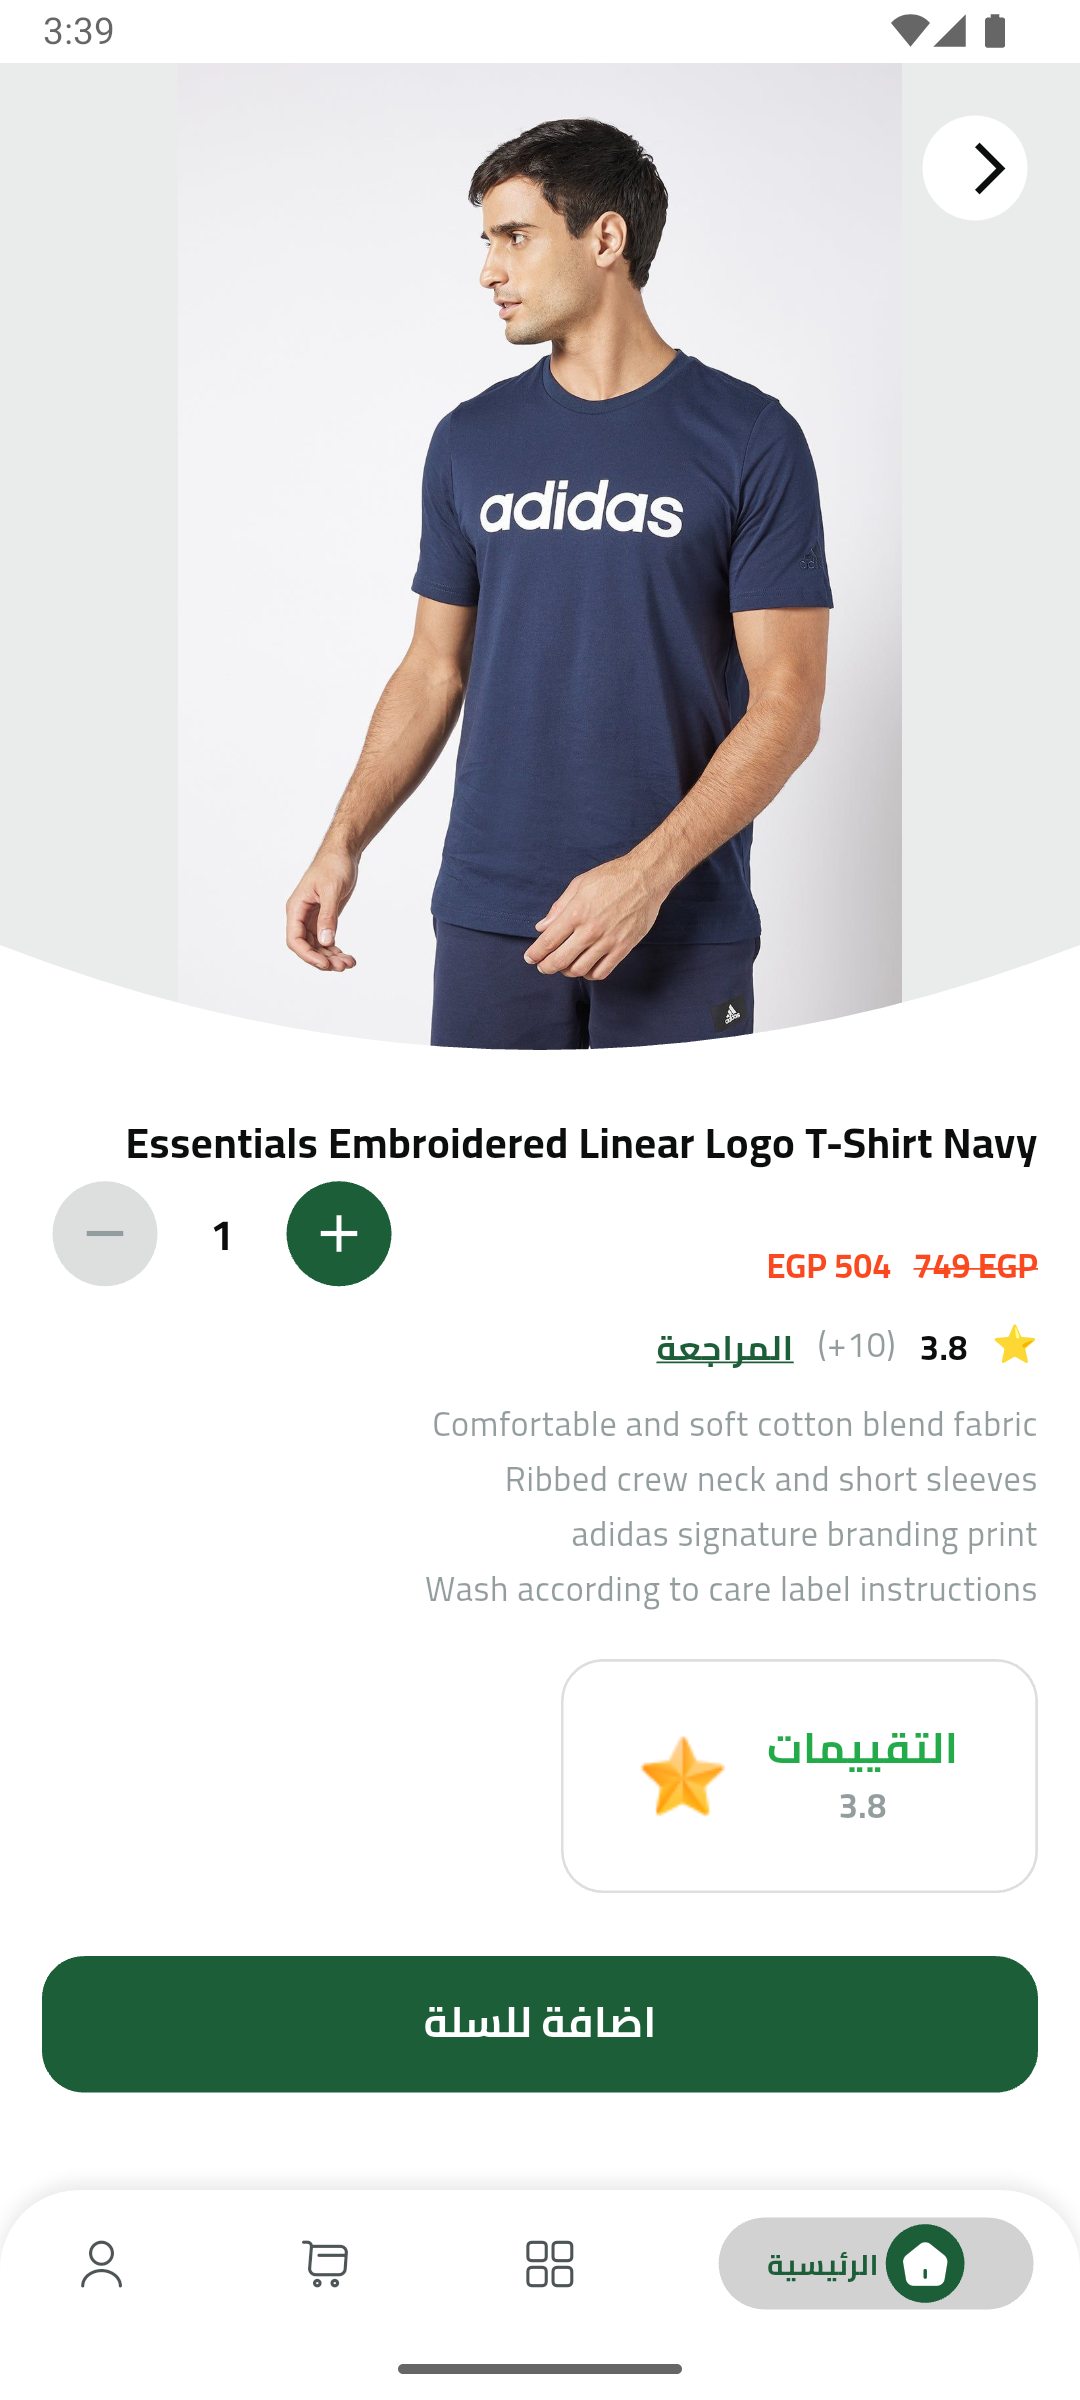 3:39
adidas
Essentials Embroidered Linear Logo T-Shirt Navy
1
749 EGP EGP 504
3.8 (+10) المراجعة
Comfortable and soft cotton blend fabric
Ribbed crew neck and short sleeves
adidas signature branding print
Wash according to care label instructions
التقييمات
3.8
اضافة للسلة
الرئيسية